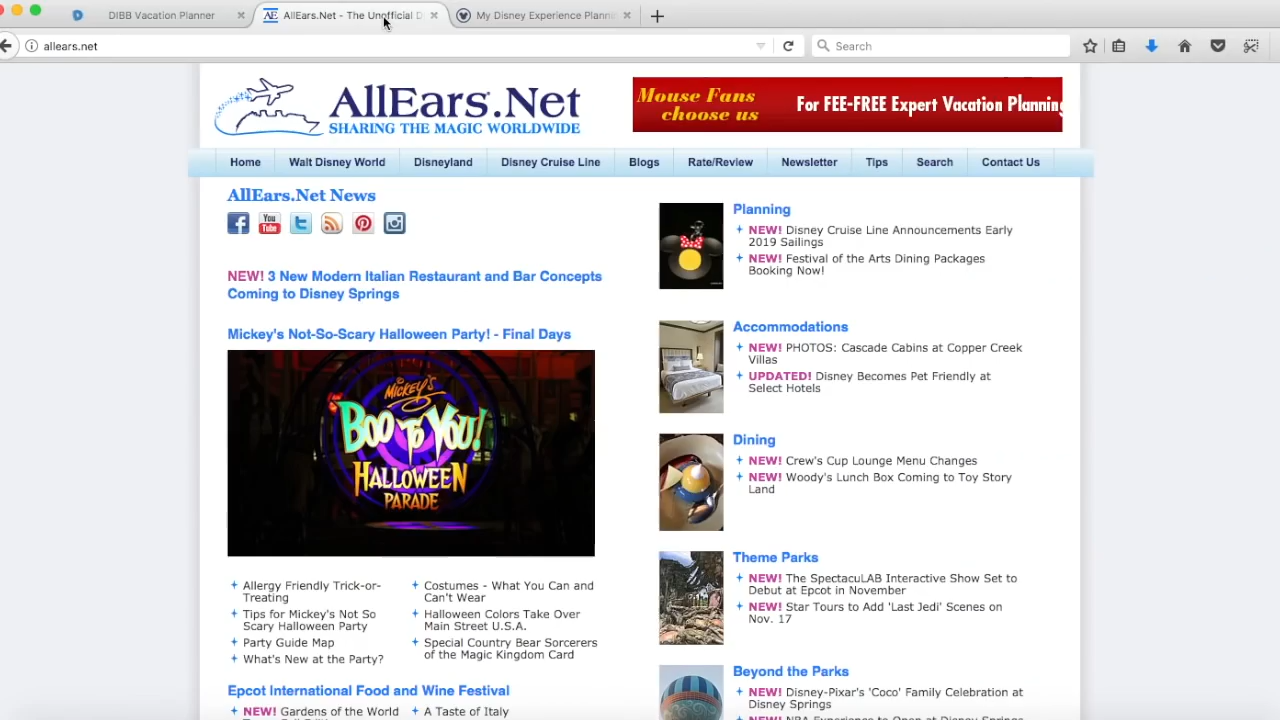 DIBB Vacation Planner
AllEars.Net - The Unofficial D
My Disney Experience Plannin
allears.net
Search
AllEars.Net
SHARING THE MAGIC WORLDWIDE
Mouse Fans
choose us
For FEE-FREE Expert Vacation Planning
Home
Walt Disney World
Disneyland
Disney Cruise Line
Blogs
Rate/Review
Newsletter
Tips
Search
Contact Us
AllEars.Net News
You
Tube
NEW! 3 New Modern Italian Restaurant and Bar Concepts
Coming to Disney Springs
Mickey's Not-So-Scary Halloween Party! - Final Days
MICKEY'S
BOO TO YOU!
HALLOWEEN
PARADE
Allergy Friendly Trick-or-
Treating
Tips for Mickey's Not So
Scary Halloween Party
Party Guide Map
What's New at the Party?
Costumes - What You Can and
Can't Wear
Halloween Colors Take Over
Main Street U.S.A.
Special Country Bear Sorcerers
of the Magic Kingdom Card
Epcot International Food and Wine Festival
NEW! Gardens of the World
A Taste of Italy
Planning
NEW! Disney Cruise Line Announcements Early
2019 Sailings
NEW! Festival of the Arts Dining Packages
Booking Now!
Accommodations
NEW! PHOTOS: Cascade Cabins at Copper Creek
Villas
UPDATED! Disney Becomes Pet Friendly at
Select Hotels
Dining
NEW! Crew's Cup Lounge Menu Changes
NEW! Woody's Lunch Box Coming to Toy Story
Land
Theme Parks
NEW! The SpectacuLAB Interactive Show Set to
Debut at Epcot in November
NEW! Star Tours to Add 'Last Jedi' Scenes on
Nov. 17
Beyond the Parks
NEW! Disney-Pixar's 'Coco' Family Celebration at
Disney Springs
NEW! NBA Experience to Open at Disney Springs